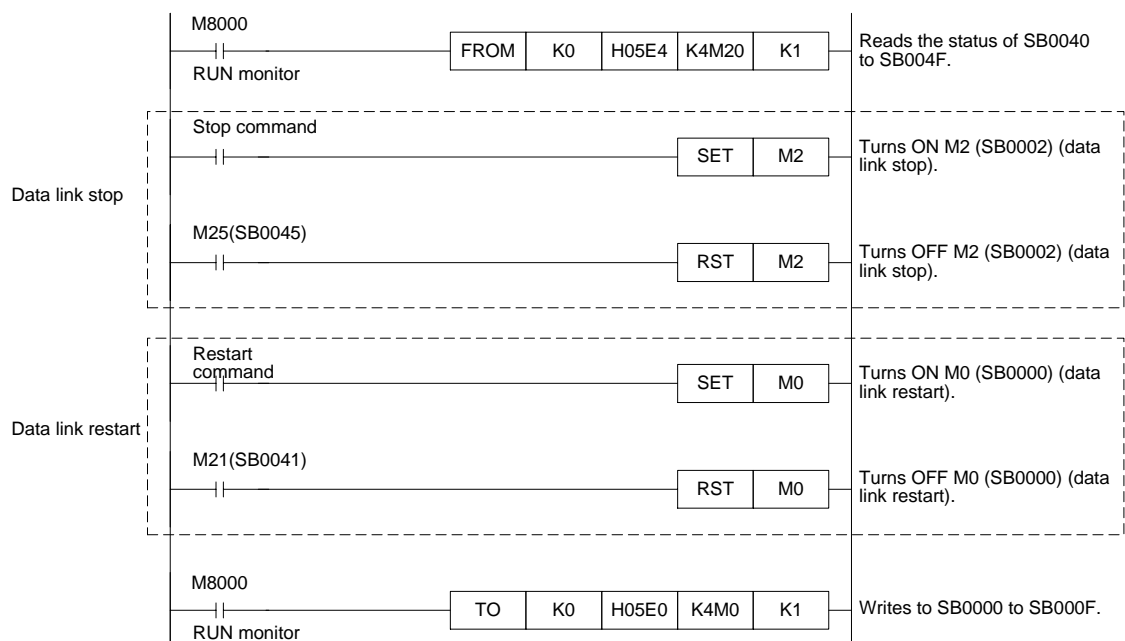 M8000
FROM K0 H05E4 K4M20 K1
Reads the status of SB0040
to SB004F.
RUN monitor
Stop command
SET M2
Turns ON M2 (SB0002) (data
link stop).
Data link stop
M25(SB0045)
RST M2
Turns OFF M2 (SB0002) (data
link stop).
Restart
command
SET M0
Turns ON M0 (SB0000) (data
link restart).
Data link restart
M21(SB0041)
RST M0
Turns OFF M0 (SB0000) (data
link restart).
M8000
TO K0 H05E0 K4M0 K1
Writes to SB0000 to SB000F.
RUN monitor